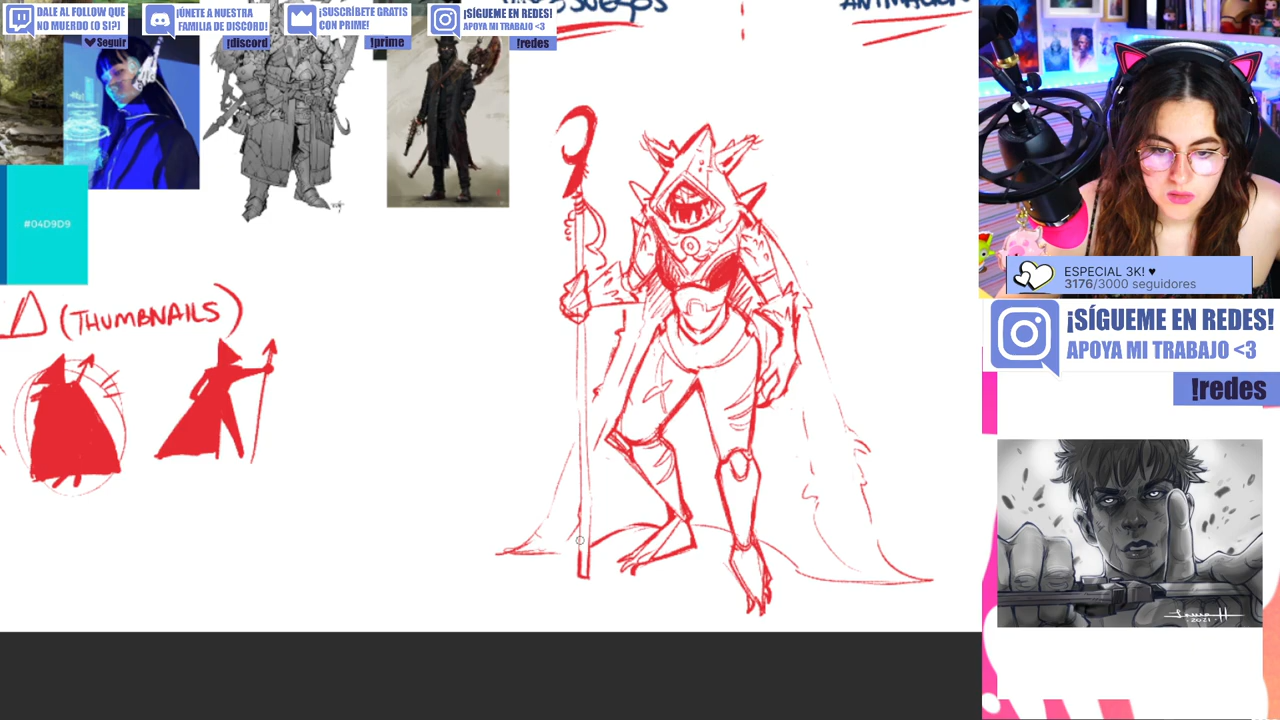 DALE AL FOLLOW QUE
NO MUERDO (O SI?)
Seguir
¡ÚNETE A NUESTRA
FAMILIA DE DISCORD!
!discord
¡SUSCRÍBETE GRATIS
CON PRIME!
!prime
¡SÍGUEME EN REDES!
APOYA MI TRABAJO <3
!redes
#04D9D9
(THUMBNAILS)
ESPECIAL 3K! ♥
3176/3000 seguidores
¡SÍGUEME EN REDES!
APOYA MI TRABAJO <3
!redes
2021